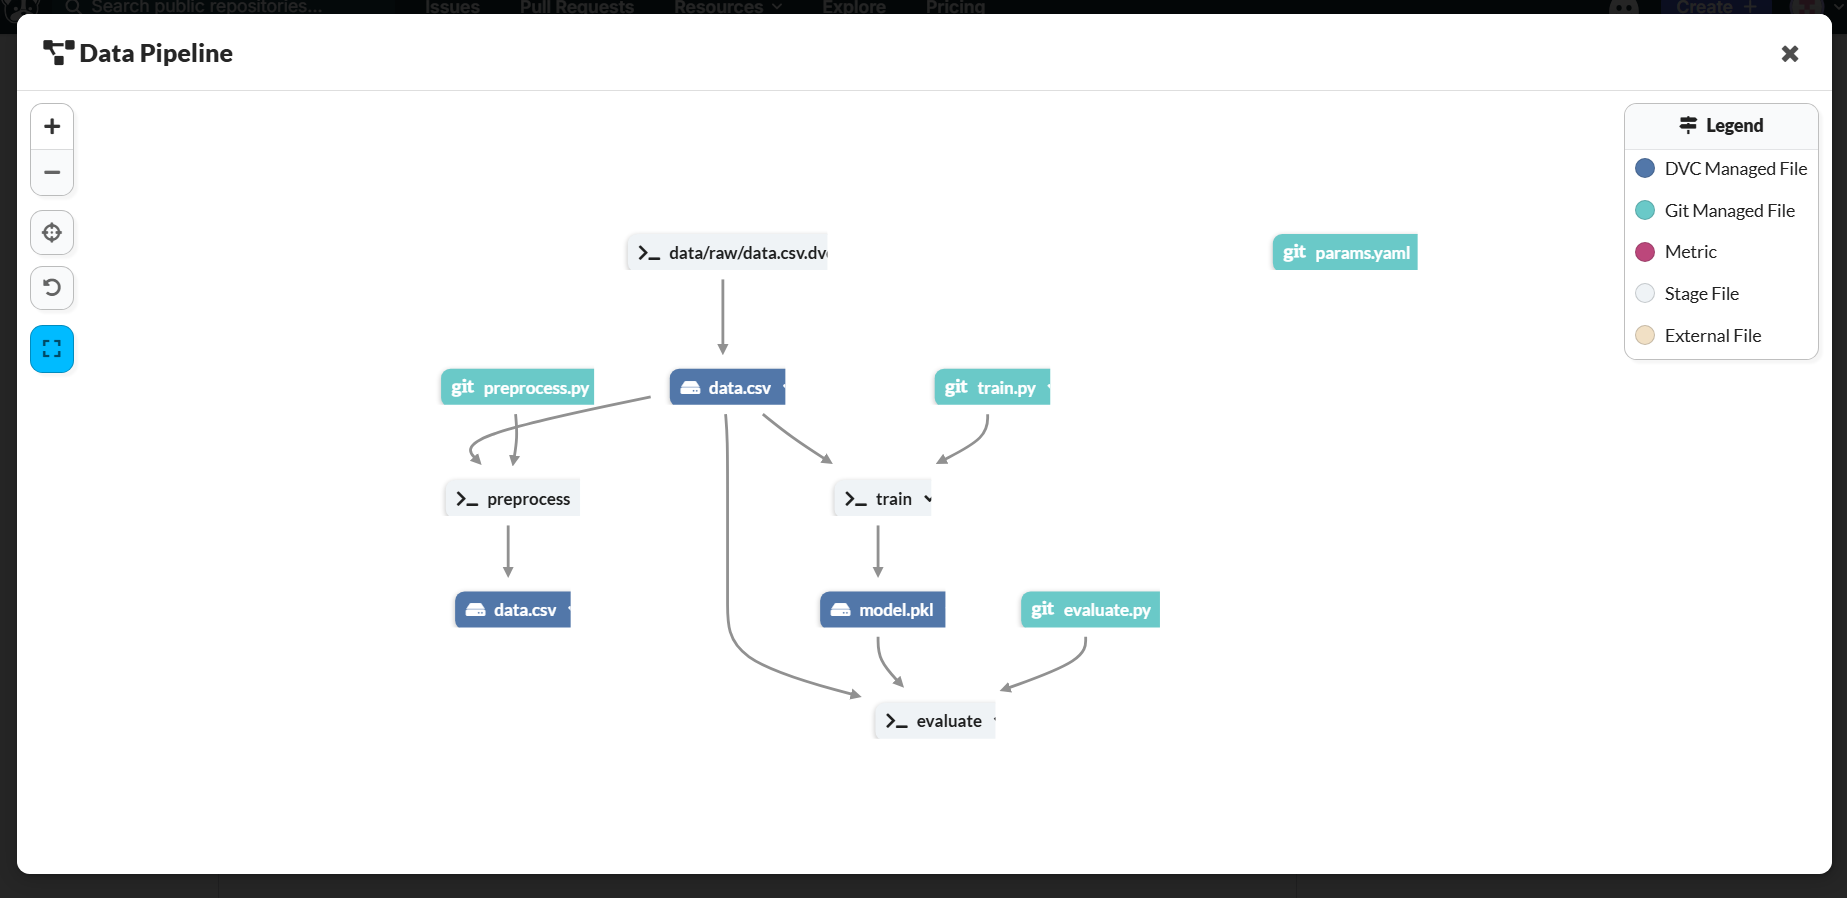 Search public repositories...
Issues
Pull Requests
Resources
Explore
Pricing
Create +
Data Pipeline
Legend
DVC Managed File
Git Managed File
Metric
Stage File
External File
data/raw/data.csv.dv
git params.yaml
git preprocess.py
data.csv
git train.py
preprocess
train
data.csv
model.pkl
git evaluate.py
evaluate